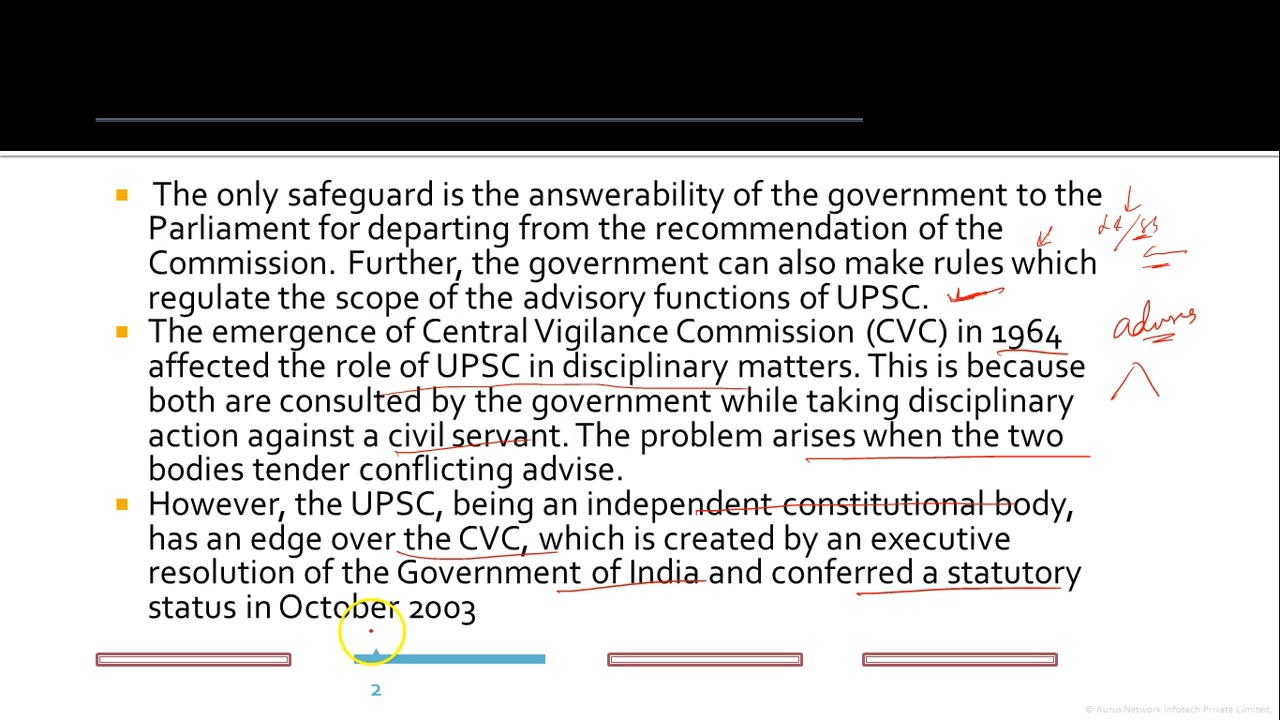 The only safeguard is the answerability of the government to the
Parliament for departing from the recommendation of the
Commission. Further, the government can also make rules which
regulate the scope of the advisory functions of UPSC.
The emergence of Central Vigilance Commission (CVC) in 1964
affected the role of UPSC in disciplinary matters. This is because
both are consulted by the government while taking disciplinary
action against a civil servant. The problem arises when the two
bodies tender conflicting advise.
However, the UPSC, being an independent constitutional body,
has an edge over the CVC, which is created by an executive
resolution of the Government of India and conferred a statutory
status in October 2003
2
© Aurus Network Infotech Private Limited,